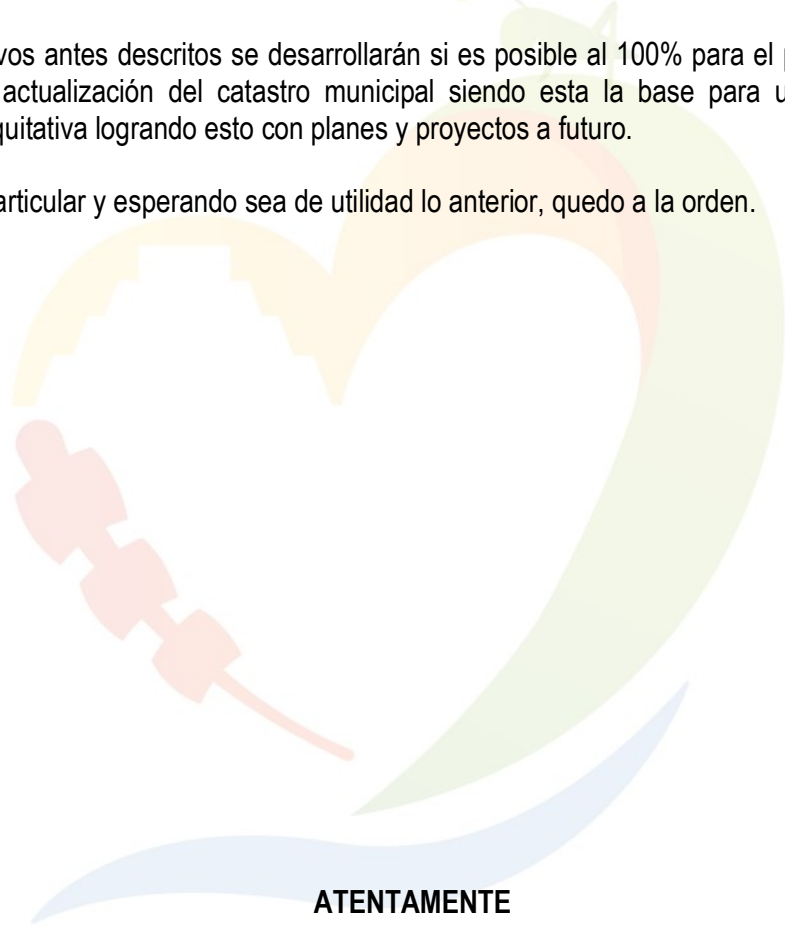 vos antes descritos se desarrollarán si es posible al 100% para el
actualización del catastro municipal siendo esta la base para
quitativa logrando esto con planes y proyectos a futuro.
articular y esperando sea de utilidad lo anterior, quedo a la orden.
ATENTAMENTE